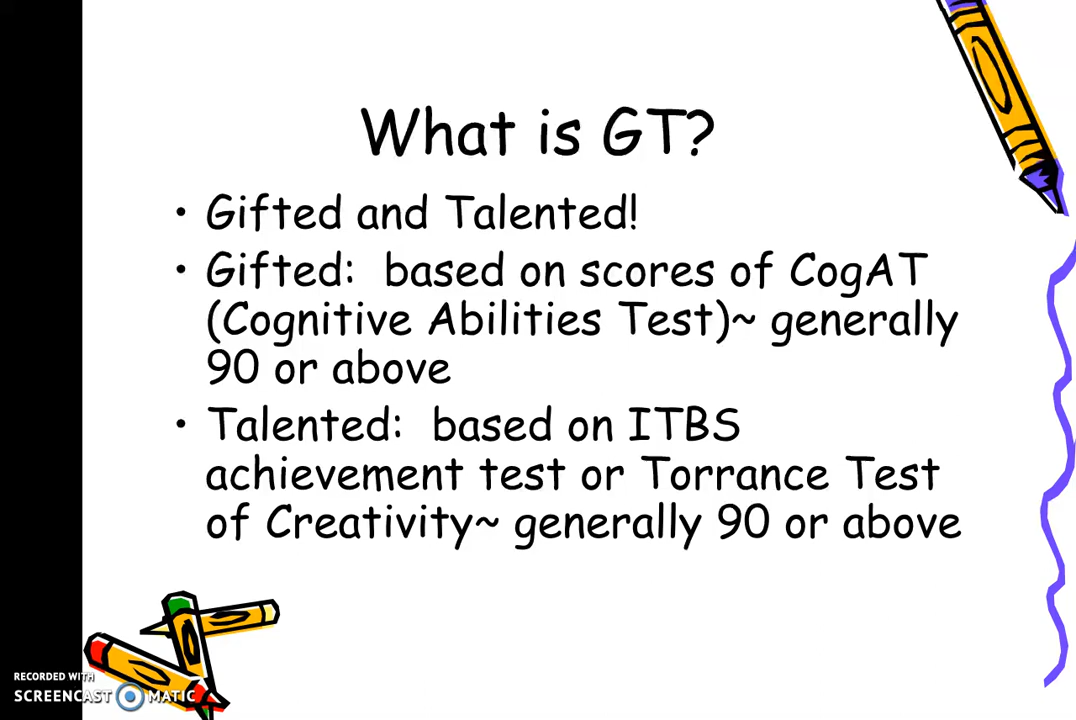 What is GT?
• Gifted and Talented!
• Gifted:  based on scores of CogAT
(Cognitive Abilities Test)~ generally
90 or above
• Talented:  based on ITBS
achievement test or Torrance Test
of Creativity~ generally 90 or above
RECORDED WITH
SCREENCAST MATIC